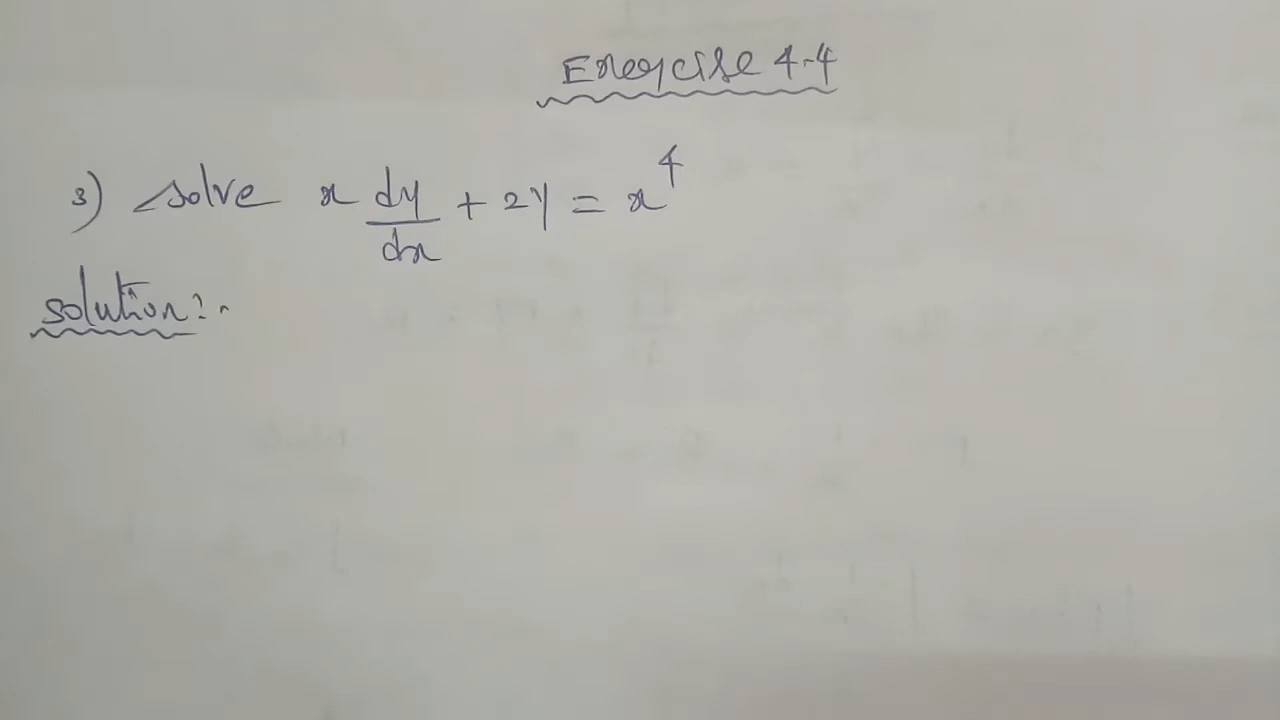 Exercise 4.4
3) Solve x dy/dx + 2y = x^4
Solution:-